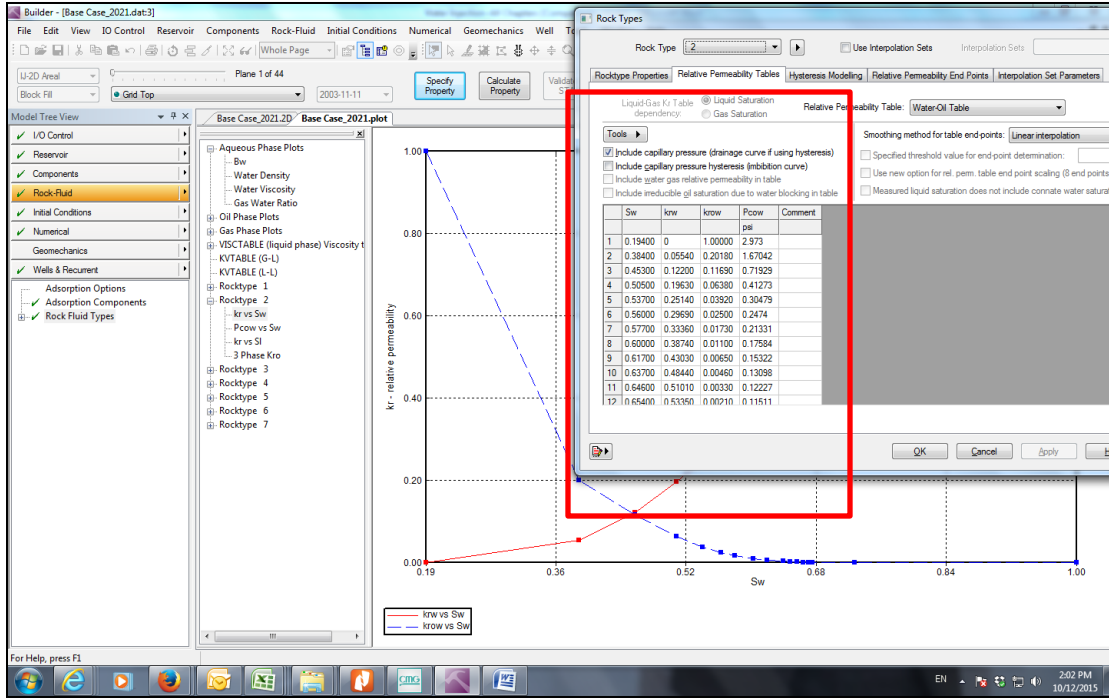 Builder - [Base Case_2021.dat:3]
File Edit View IO Control Reservoir Components Rock-Fluid Initial Conditions Numerical Geomechanics Well
Whole Page
IJ-2D Areal
Plane 1 of 44
Block Fill
Grid Top
2003-11-11
Specify Property
Calculate Property
Model Tree View
I/O Control
Reservoir
Components
Rock-Fluid
Initial Conditions
Numerical
Geomechanics
Wells & Recurrent
Adsorption Options
Adsorption Components
Rock Fluid Types
Base Case_2021.2D Base Case_2021.plot
Aqueous Phase Plots
Bw
Water Density
Water Viscosity
Gas Water Ratio
Oil Phase Plots
Gas Phase Plots
VISCTABLE (liquid phase) Viscosity t
KVTABLE (G-L)
KVTABLE (L-L)
Rocktype 1
Rocktype 2
kr vs Sw
Pcow vs Sw
kr vs Sl
3 Phase Kro
Rocktype 3
Rocktype 4
Rocktype 5
Rocktype 6
Rocktype 7
kr - relative permeability
1.00
0.80
0.60
0.40
0.20
0.00
0.19 0.36 0.52 0.68 0.84 1.00
Sw
krw vs Sw
krow vs Sw
Rock Types
Rock Type 2
Use Interpolation Sets Interpolation Sets
Rocktype Properties Relative Permeability Tables Hysteresis Modelling Relative Permeability End Points Interpolation Set Parameters
Liquid-Gas Kr Table dependency:
Liquid Saturation
Gas Saturation
Relative Permeability Table: Water-Oil Table
Tools
Smoothing method for table end-points: Linear interpolation
Include capillary pressure (drainage curve if using hysteresis)
Include capillary pressure hysteresis (imbibition curve)
Include water gas relative permeability in table
Include irreducible oil saturation due to water blocking in table
Specified threshold value for end-point determination:
Use new option for rel. perm. table end point scaling (8 end points
Measured liquid saturation does not include connate water satura
Sw krw krow Pcow Comment
psi
1 0.19400 0 1.00000 2.973
2 0.38400 0.05540 0.20180 1.67042
3 0.45300 0.12200 0.11690 0.71929
4 0.50500 0.19630 0.06380 0.41273
5 0.53700 0.25140 0.03920 0.30479
6 0.56000 0.29690 0.02500 0.2474
7 0.57700 0.33360 0.01730 0.21331
8 0.60000 0.38740 0.01100 0.17584
9 0.61700 0.43030 0.00650 0.15322
10 0.63700 0.48440 0.00460 0.13098
11 0.64600 0.51010 0.00330 0.12227
12 0.65400 0.53350 0.00210 0.11511
OK Cancel Apply
For Help, press F1
CMG
EN
2:02 PM
10/12/2015